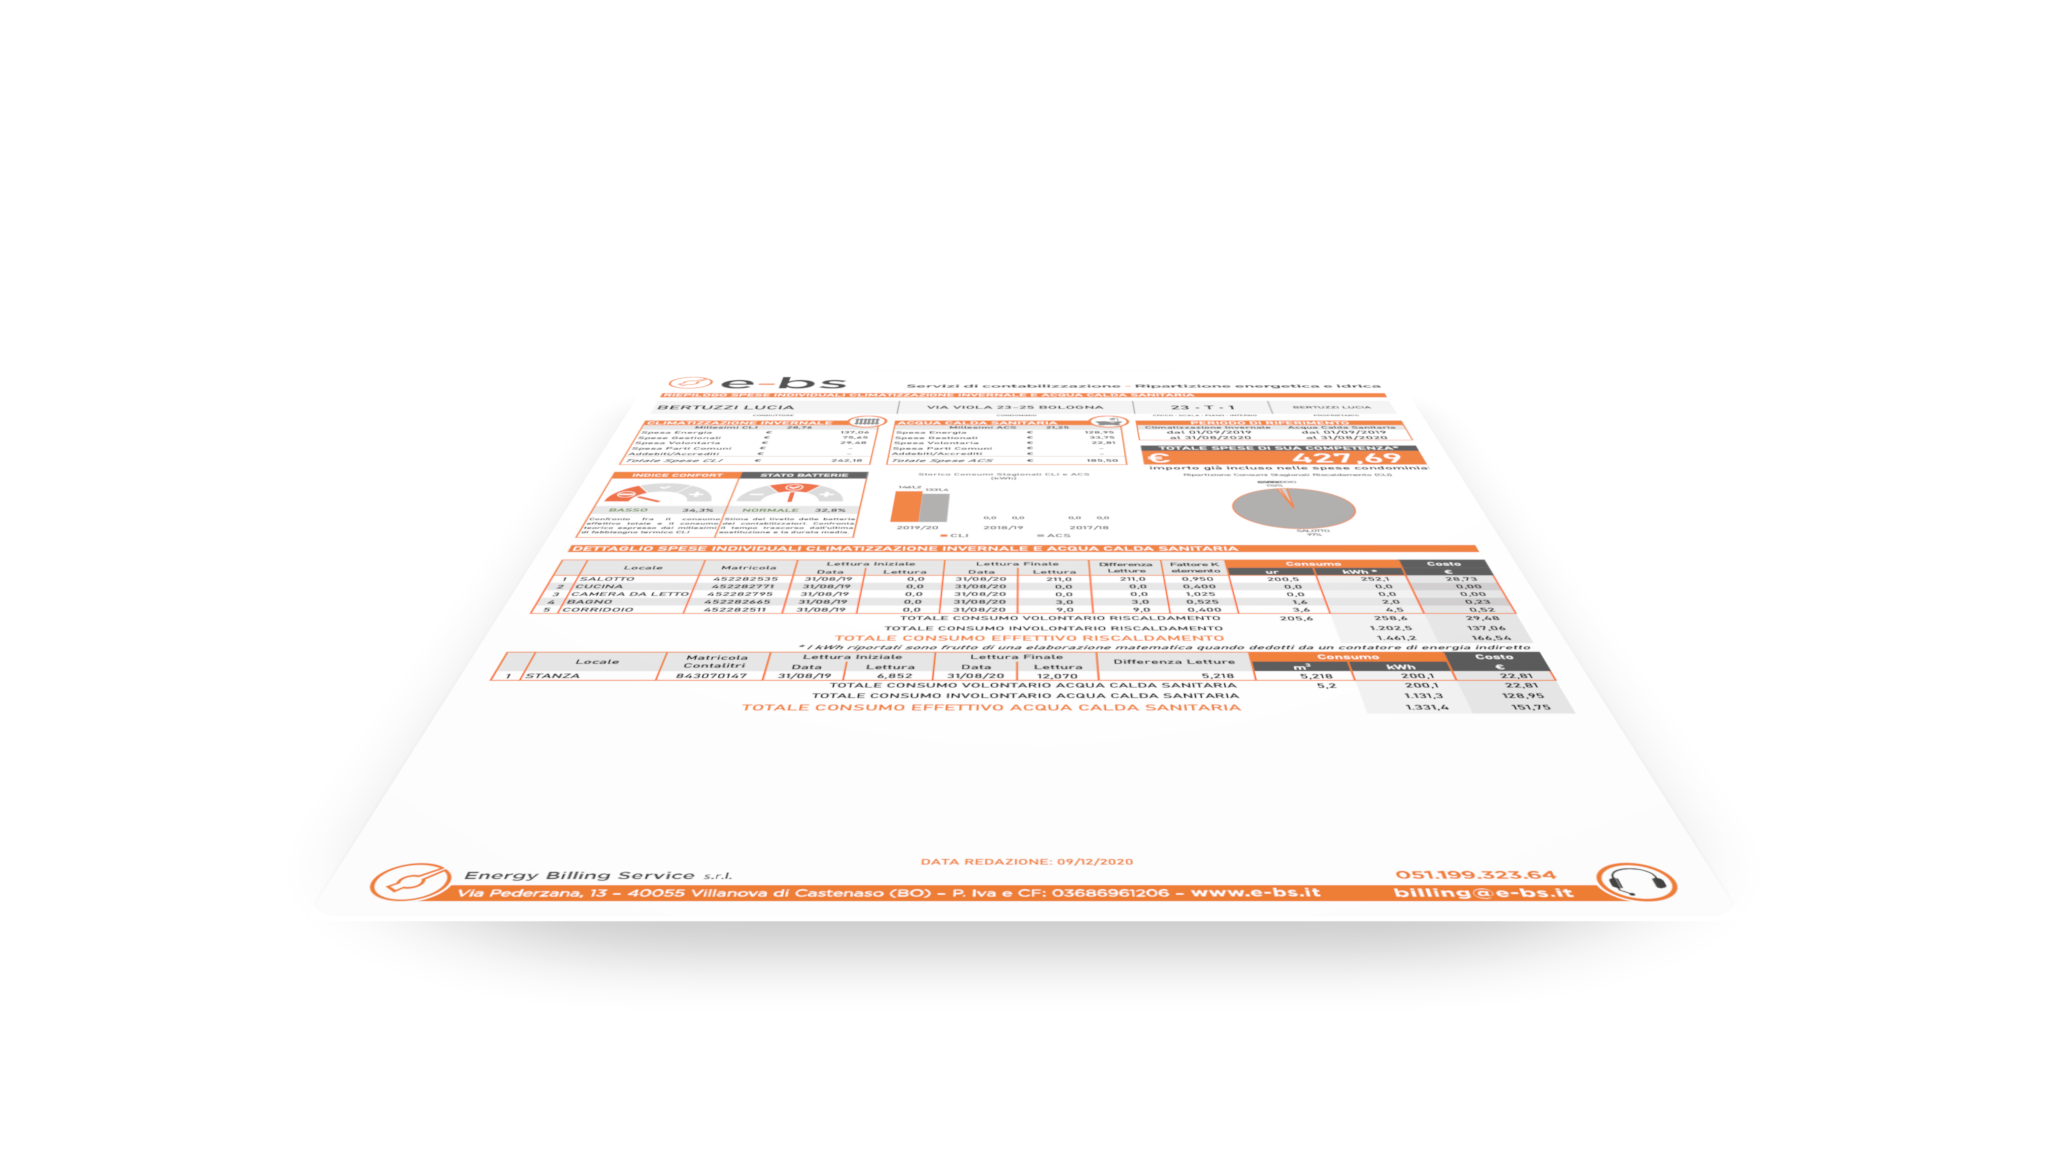 e-bs
Servizi di contabilizzazione - Ripartizione energetica e idrica
RIEPILOGO SPESE INDIVIDUALI CLIMATIZZAZIONE INVERNALE E ACQUA CALDA SANITARIA
BERTUZZI LUCIA VIA VIOLA 23-25 BOLOGNA 23 - T - 1 BERTUZZI LUCIA
CONDUTTORE CONDOMINIO CIVICO - SCALA - PIANO - INTERNO PROPRIETARIO
CLIMATIZZAZIONE INVERNALE
Millesimi CLI 28,76
Spesa Energia € 137,06
Spese Gestionali € 75,65
Spesa Volontaria € 29,48
Spesa Parti Comuni € -
Addebiti/Accrediti € -
Totale Spese CLI € 242,18
ACQUA CALDA SANITARIA
Millesimi ACS 21,25
Spesa Energia € 128,95
Spese Gestionali € 33,75
Spesa Volontaria € 22,81
Spesa Parti Comuni € -
Addebiti/Accrediti € -
Totale Spese ACS € 185,50
PERIODO DI RIFERIMENTO
Climatizzazione Invernale Acqua Calda Sanitaria
dal 01/09/2019 dal 01/09/2019
al 31/08/2020 al 31/08/2020
TOTALE SPESE DI SUA COMPETENZA*
€ 427,69
importo già incluso nelle spese condominia
INDICE CONFORT STATO BATTERIE
BASSO 34,3% NORMALE 32,8%
Confronto fra il consumo effettivo totale e il consumo teorico espresso dai millesimi di fabbisogno termico CLI
Stima del livello delle batterie dei contabilizzatori. Confronta il tempo trascorso dall'ultima sostituzione e la durata media.
Storico Consumi Stagionali CLI e ACS
(kWh)
1461,2 1331,4
0,0 0,0 0,0 0,0
2019/20 2018/19 2017/18
CLI ACS
Ripartizione Consumi Stagionali Riscaldamento (CLI)
SALOTTO
97%
DETTAGLIO SPESE INDIVIDUALI CLIMATIZZAZIONE INVERNALE E ACQUA CALDA SANITARIA
Locale Matricola Lettura Iniziale Lettura Finale Differenza Letture Fattore K elemento Consumo Costo
Data Lettura Data Lettura ur kWh * €
1 SALOTTO 452282535 31/08/19 0,0 31/08/20 211,0 211,0 0,950 200,5 252,1 28,73
2 CUCINA 452282771 31/08/19 0,0 31/08/20 0,0 0,0 0,400 0,0 0,0 0,00
3 CAMERA DA LETTO 452282795 31/08/19 0,0 31/08/20 0,0 0,0 1,025 0,0 0,0 0,00
4 BAGNO 452282665 31/08/19 0,0 31/08/20 3,0 3,0 0,525 1,6 2,0 0,23
5 CORRIDOIO 452282511 31/08/19 0,0 31/08/20 9,0 9,0 0,400 3,6 4,5 0,52
TOTALE CONSUMO VOLONTARIO RISCALDAMENTO 205,6 258,6 29,48
TOTALE CONSUMO INVOLONTARIO RISCALDAMENTO 1.202,5 137,06
TOTALE CONSUMO EFFETTIVO RISCALDAMENTO 1.461,2 166,54
* I kWh riportati sono frutto di una elaborazione matematica quando dedotti da un contatore di energia indiretto
Locale Matricola Contalitri Lettura Iniziale Lettura Finale Differenza Letture Consumo Costo
Data Lettura Data Lettura m³ kWh €
1 STANZA 843070147 31/08/19 6,852 31/08/20 12,070 5,218 5,218 200,1 22,81
TOTALE CONSUMO VOLONTARIO ACQUA CALDA SANITARIA 5,2 200,1 22,81
TOTALE CONSUMO INVOLONTARIO ACQUA CALDA SANITARIA 1.131,3 128,95
TOTALE CONSUMO EFFETTIVO ACQUA CALDA SANITARIA 1.331,4 151,75
DATA REDAZIONE: 09/12/2020
Energy Billing Service s.r.l. 051.199.323.64
Via Pederzana, 13 – 40055 Villanova di Castenaso (BO) – P. Iva e CF: 03686961206 – www.e-bs.it billing@e-bs.it